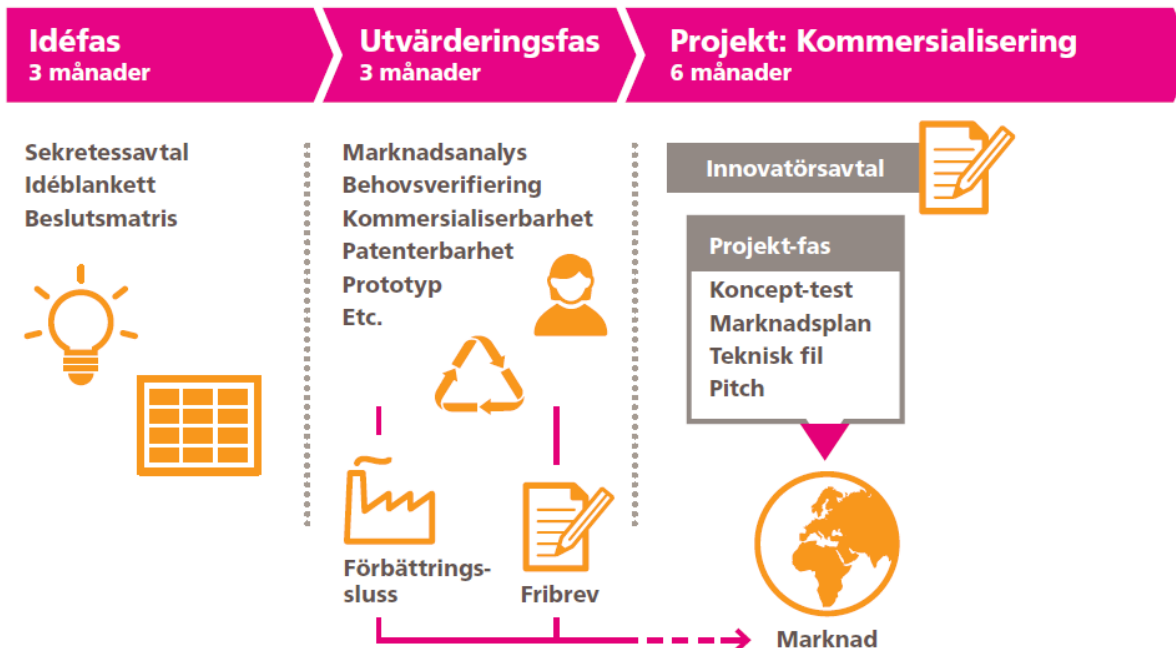 Idéfas
3 månader
Utvärderingsfas
3 månader
Projekt: Kommersialisering
6 månader
Sekretessavtal
Idéblankett
Beslutsmatris
Marknadsanalys
Behovsverifiering
Kommersialiserbarhet
Patenterbarhet
Prototyp
Etc.
Förbättrings-
sluss
Fribrev
Innovatörsavtal
Projekt-fas
Koncept-test
Marknadsplan
Teknisk fil
Pitch
Marknad